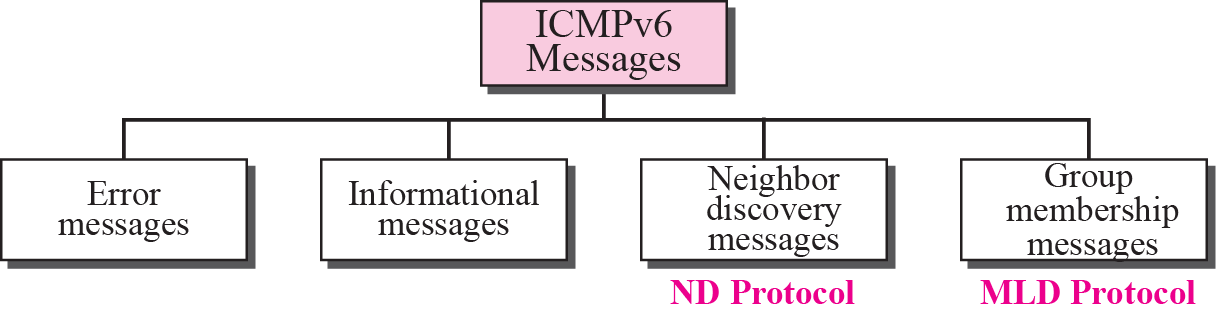 ICMPv6
Messages
Error
messages
Informational
messages
Neighbor
discovery
messages
Group
membership
messages
ND Protocol
MLD Protocol